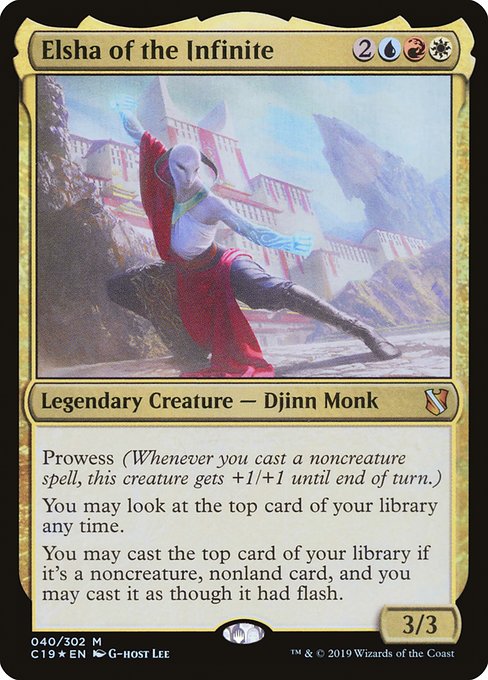 Elsha of the Infinite 2
Legendary Creature — Djinn Monk
Prowess (Whenever you cast a noncreature
spell, this creature gets +1/+1 until end of turn.)
You may look at the top card of your library
any time.
You may cast the top card of your library if
it's a noncreature, nonland card, and you
may cast it as though it had flash.
3/3
040/302 M
C19★EN G-HOST LEE
™ & © 2019 Wizards of the Coast